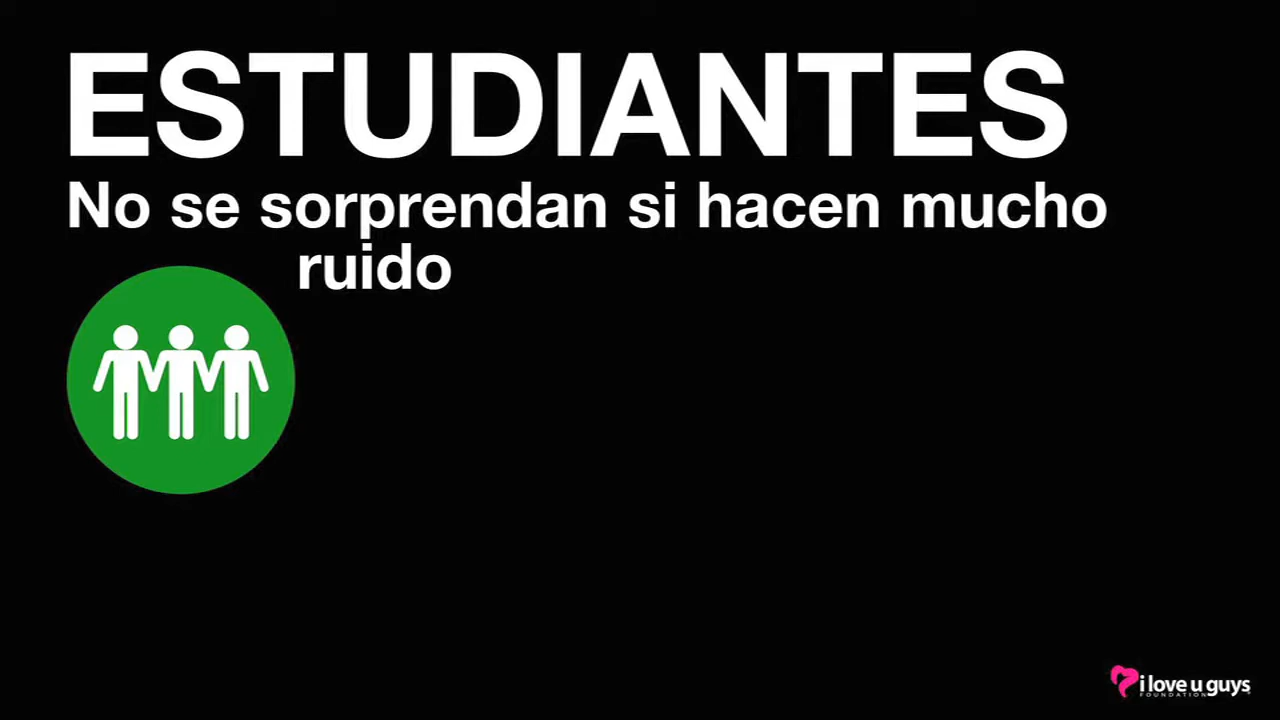 ESTUDIANTES
No se sorprendan si hacen mucho
ruido
i love u guys
FOUNDATION